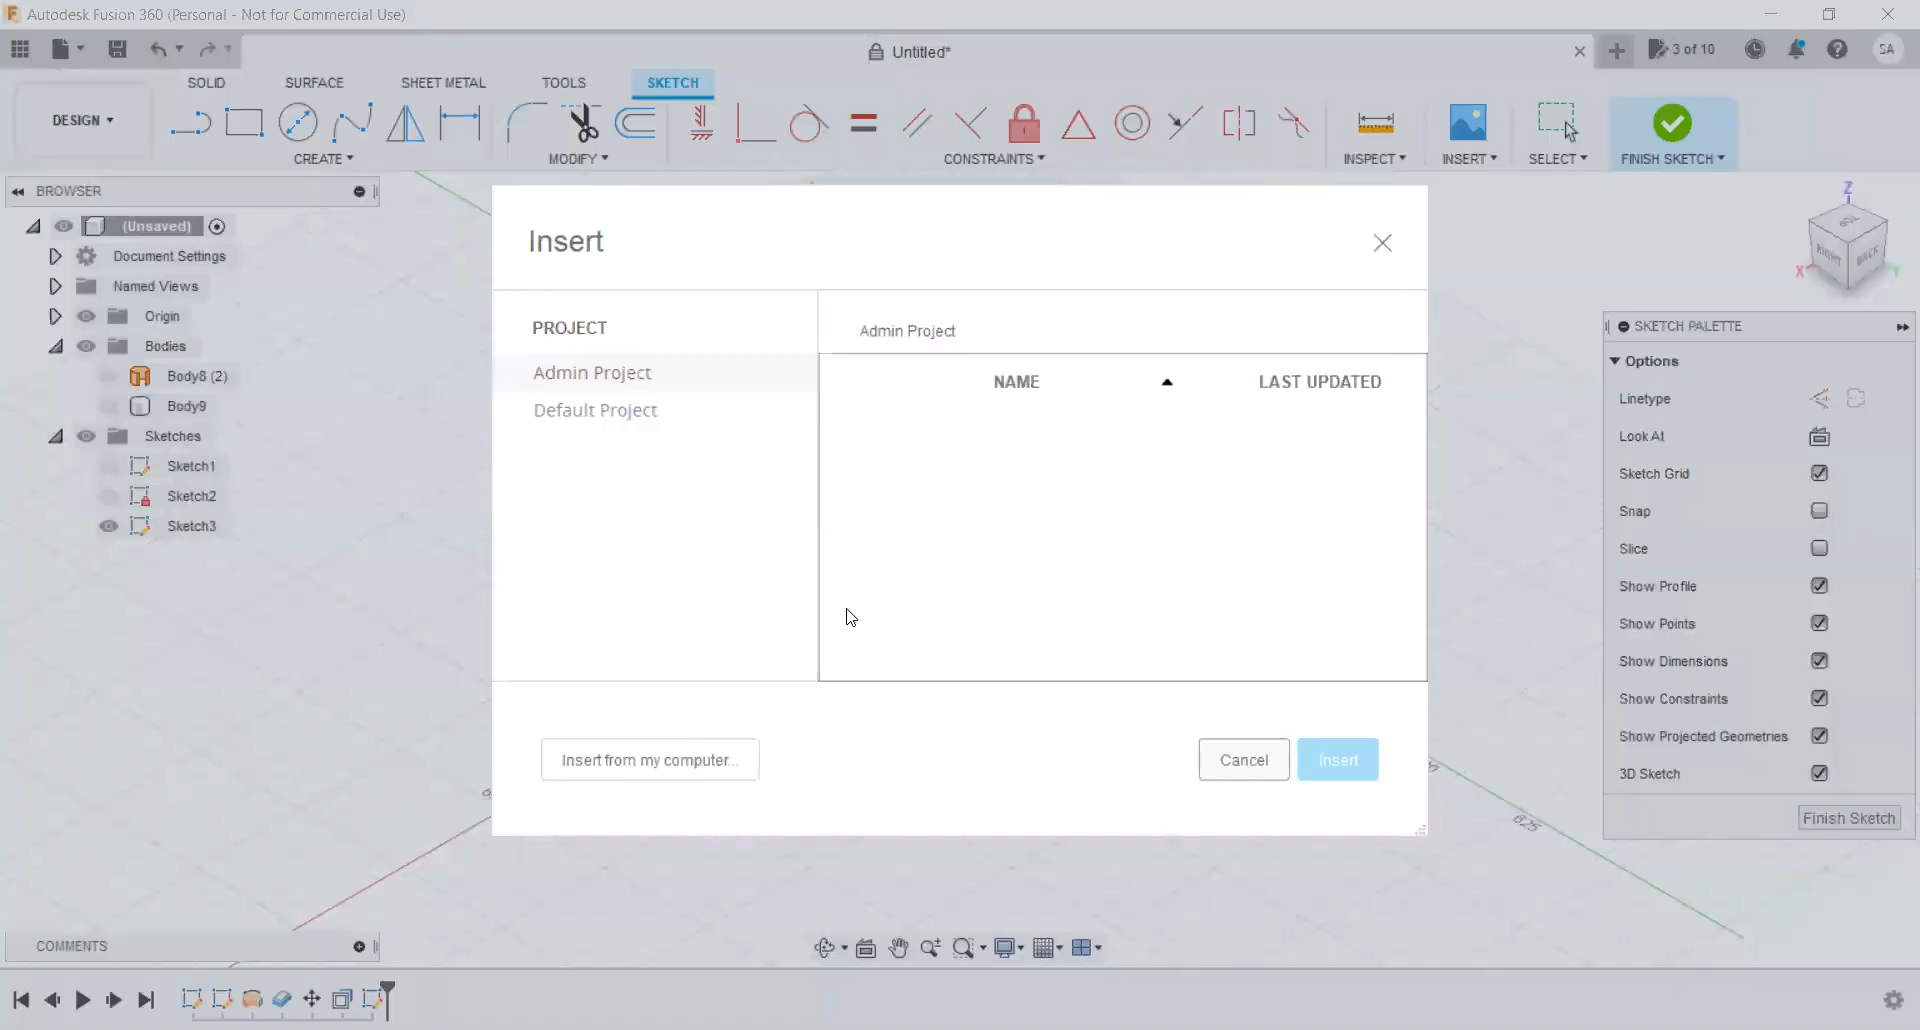 Autodesk Fusion 360 (Personal - Not for Commercial Use)
Untitled*
3 of 10
SA
SOLID
SURFACE
SHEET METAL
TOOLS
SKETCH
DESIGN
CREATE
MODIFY
CONSTRAINTS
INSPECT
INSERT
SELECT
FINISH SKETCH
BROWSER
(Unsaved)
Document Settings
Named Views
Origin
Bodies
Body8 (2)
Body9
Sketches
Sketch1
Sketch2
Sketch3
Insert
PROJECT
Admin Project
Default Project
Admin Project
NAME
LAST UPDATED
Insert from my computer...
Cancel
Insert
Z
TOP
RIGHT
BACK
X
Y
SKETCH PALETTE
Options
Linetype
Look At
Sketch Grid
Snap
Slice
Show Profile
Show Points
Show Dimensions
Show Constraints
Show Projected Geometries
3D Sketch
Finish Sketch
625
COMMENTS